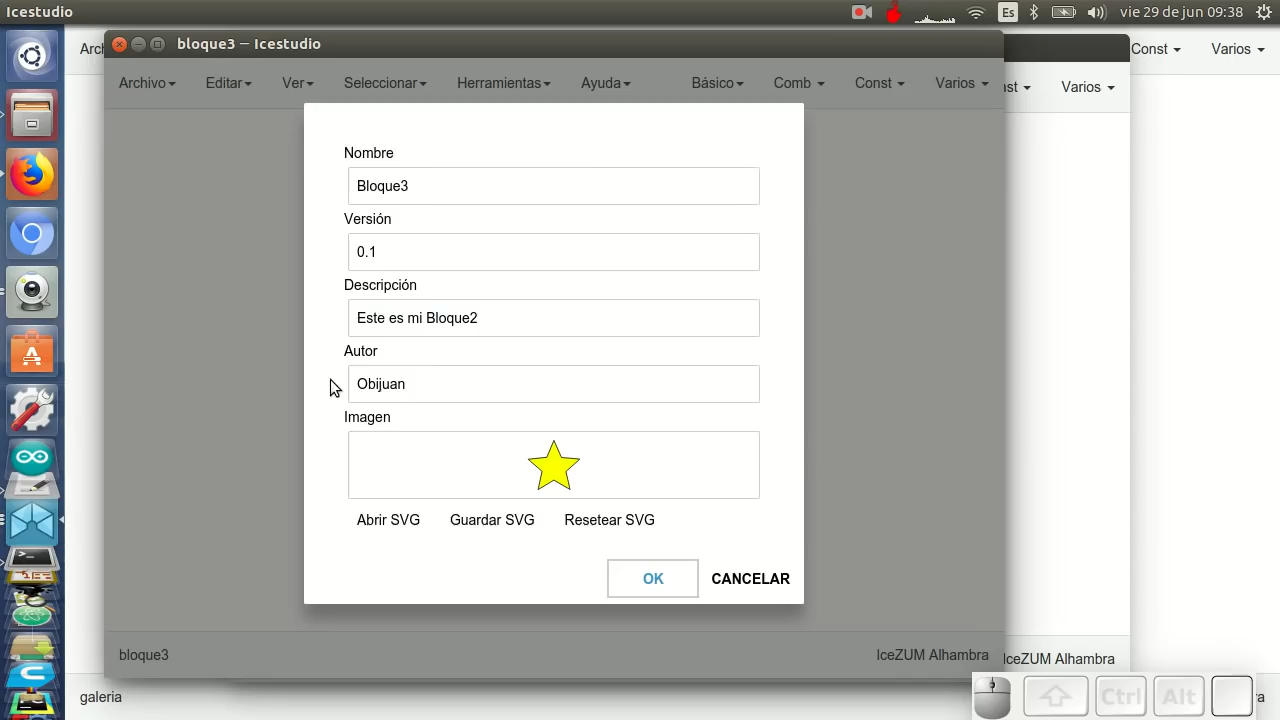 Icestudio
Es
vie 29 de jun 09:38
Const
Varios
bloque3 – Icestudio
Archivo
Editar
Ver
Seleccionar
Herramientas
Ayuda
Básico
Comb
Const
Varios
Varios
Nombre
Bloque3
Versión
0.1
Descripción
Este es mi Bloque2
Autor
Obijuan
Imagen
Abrir SVG
Guardar SVG
Resetear SVG
OK
CANCELAR
bloque3
IceZUM Alhambra
IceZUM Alhambra
galeria
Ctrl
Alt